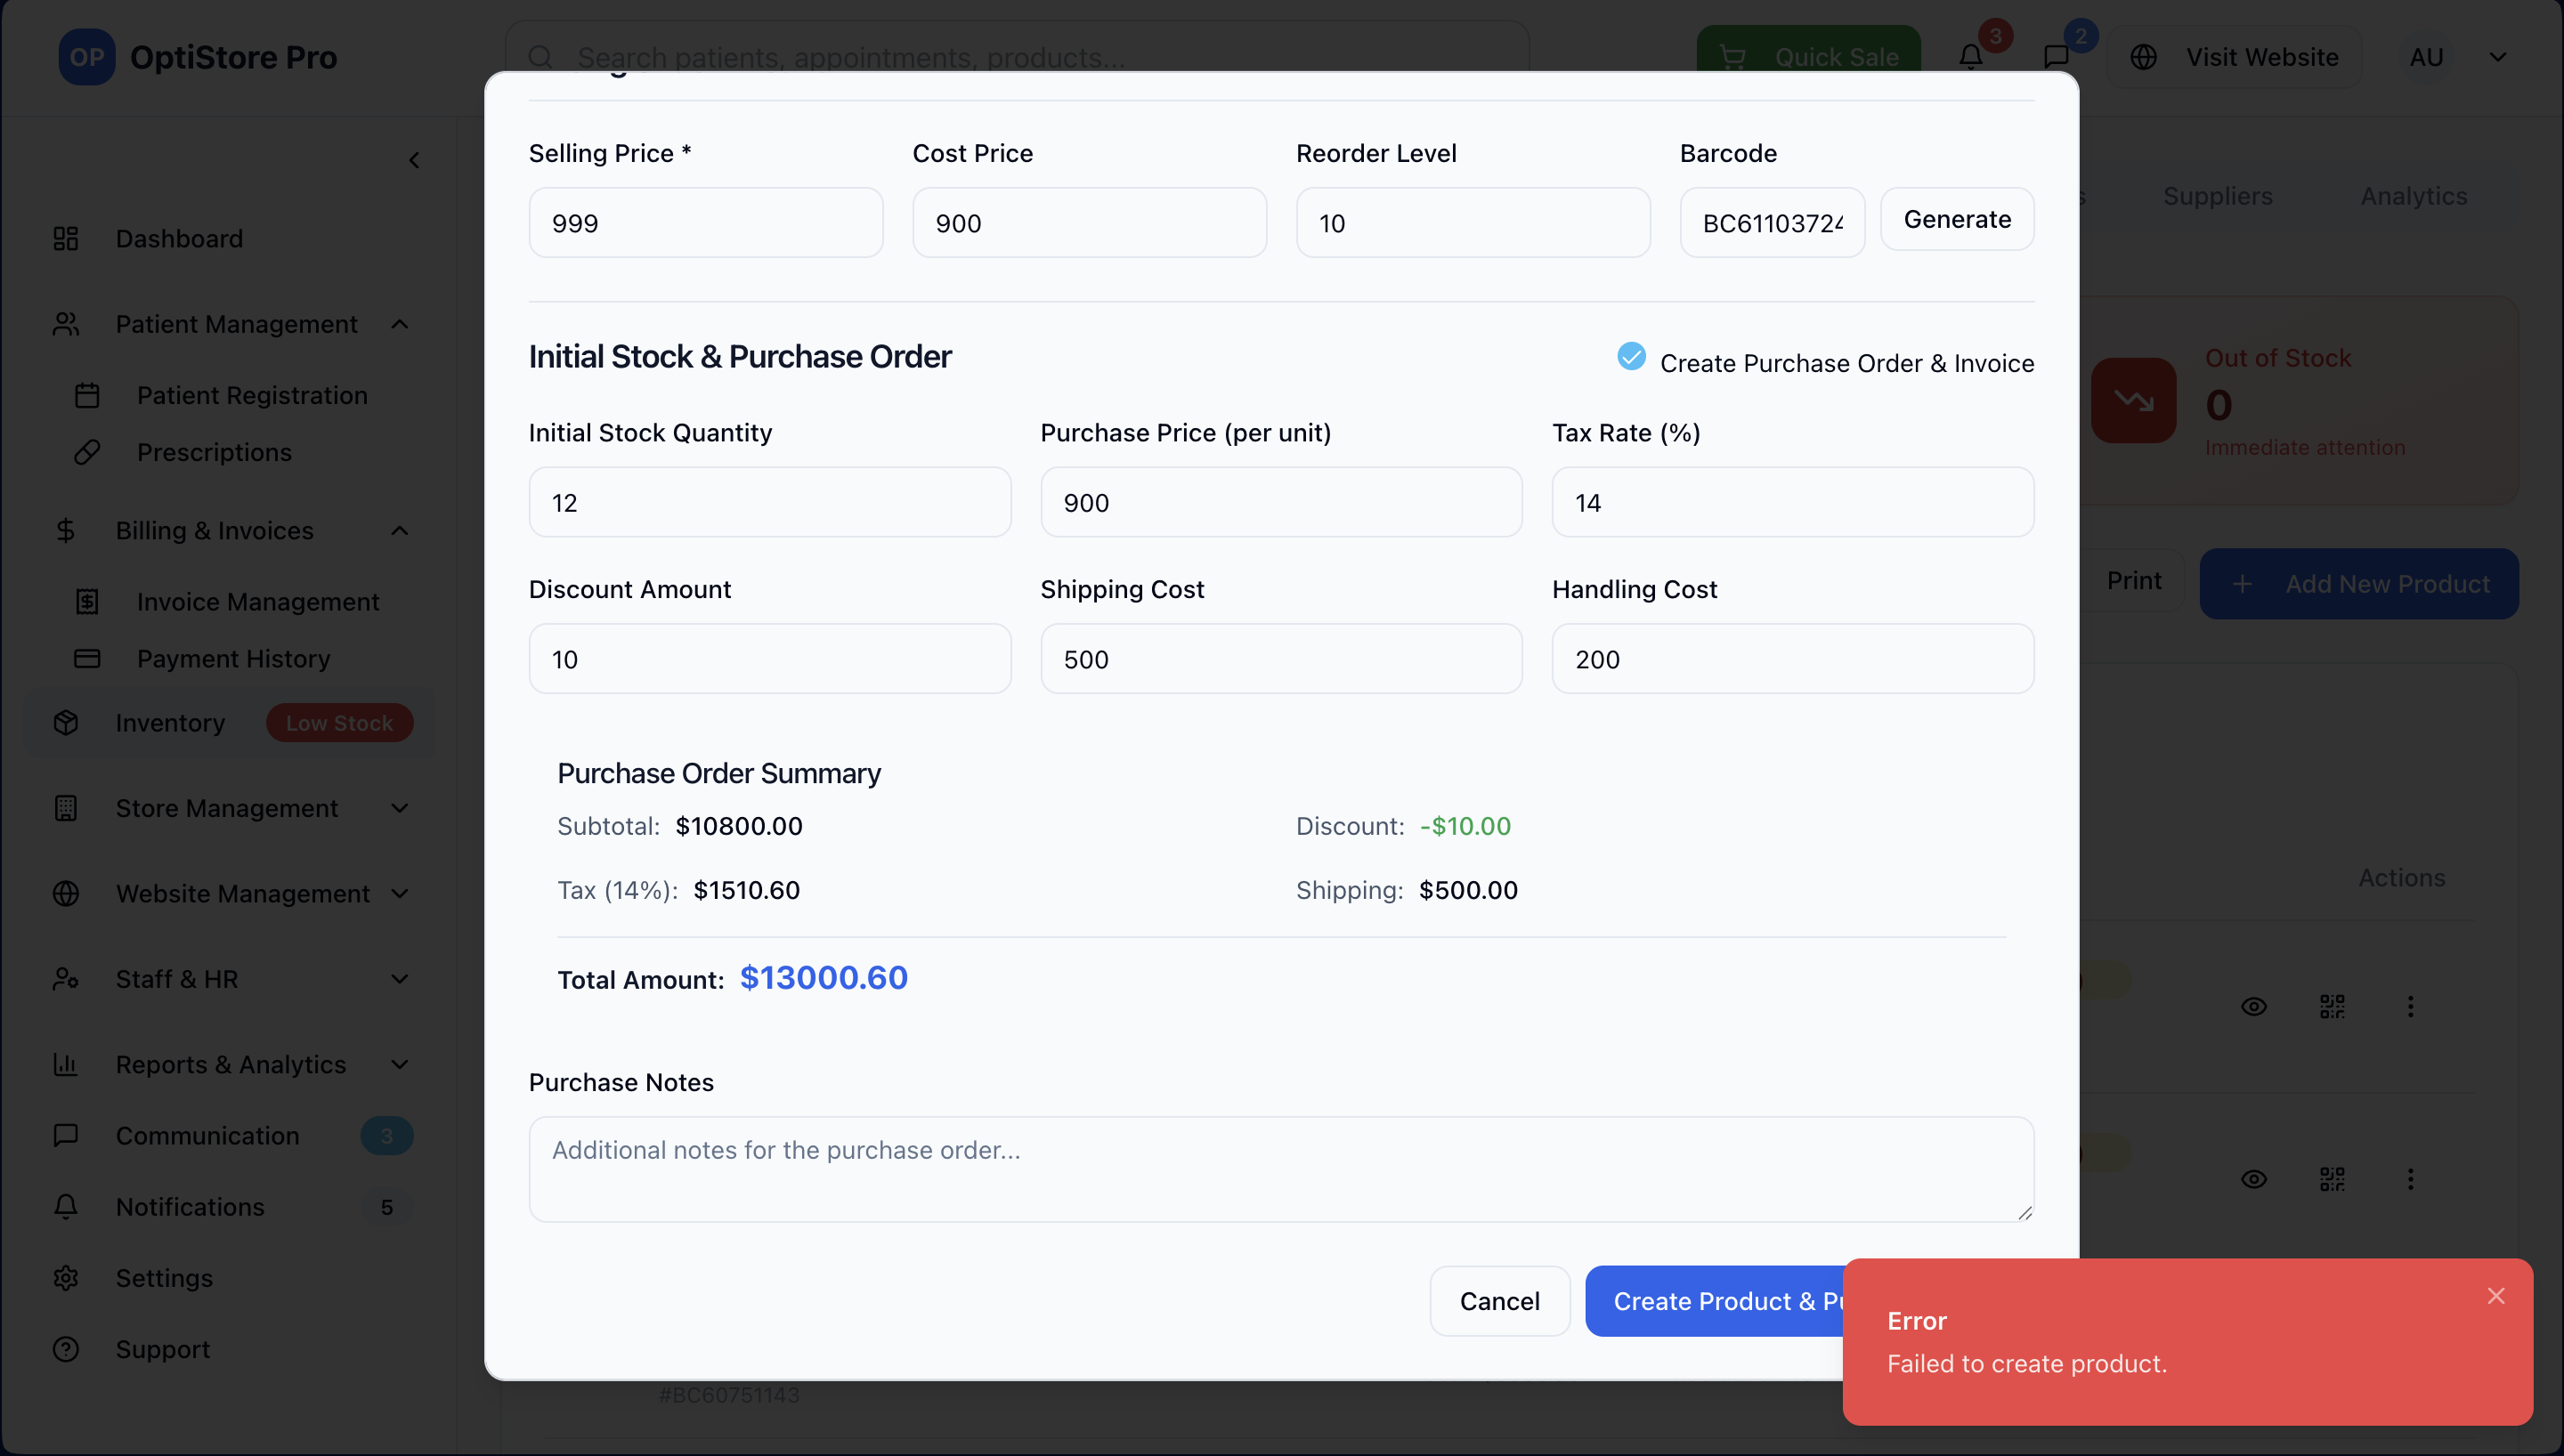 OP OptiStore Pro
Search patients, appointments, products...
Quick Sale
3
2
Visit Website
AU
Suppliers
Analytics
Dashboard
Patient Management
Patient Registration
Prescriptions
Billing & Invoices
Invoice Management
Payment History
Inventory
Low Stock
Store Management
Website Management
Staff & HR
Reports & Analytics
Communication
3
Notifications
5
Settings
Support
Selling Price *
Cost Price
Reorder Level
Barcode
999
900
10
BC61103724
Generate
Initial Stock & Purchase Order
Create Purchase Order & Invoice
Initial Stock Quantity
Purchase Price (per unit)
Tax Rate (%)
12
900
14
Discount Amount
Shipping Cost
Handling Cost
10
500
200
Purchase Order Summary
Subtotal: $10800.00
Discount: -$10.00
Tax (14%): $1510.60
Shipping: $500.00
Total Amount: $13000.60
Purchase Notes
Additional notes for the purchase order...
Cancel
Create Product &
Out of Stock
0
Immediate attention
Print
Add New Product
Actions
#BC60751143
Error
Failed to create product.